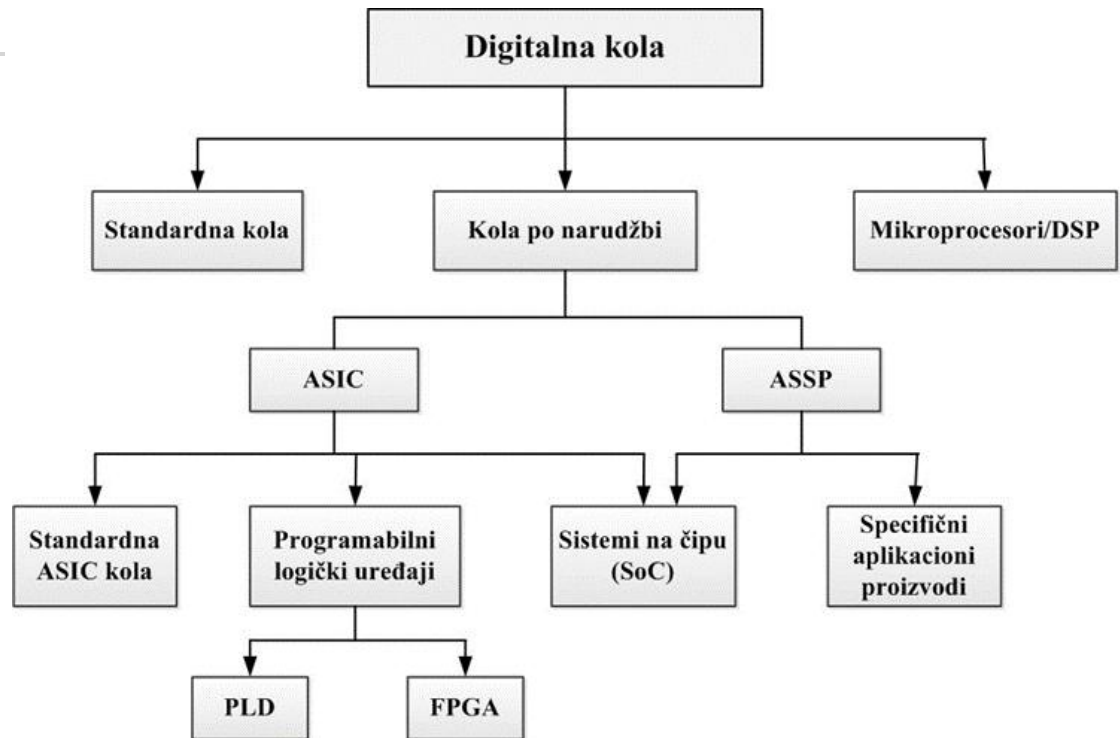 Digitalna kola
Standardna kola
Kola po narudžbi
Mikroprocesori/DSP
ASIC
ASSP
Standardna
ASIC kola
Programabilni
logički uređaji
Sistemi na čipu
(SoC)
Specifični
aplikacioni
proizvodi
PLD
FPGA